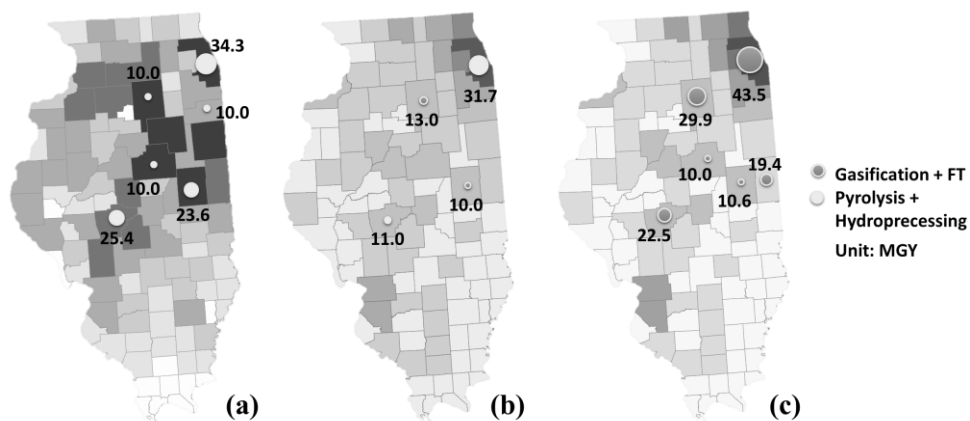 34.3
10.0
10.0
10.0
23.6
25.4
(a)
31.7
13.0
10.0
11.0
(b)
43.5
29.9
19.4
10.0
10.6
22.5
(c)
Gasification + FT
Pyrolysis +
Hydroprecessing
Unit: MGY